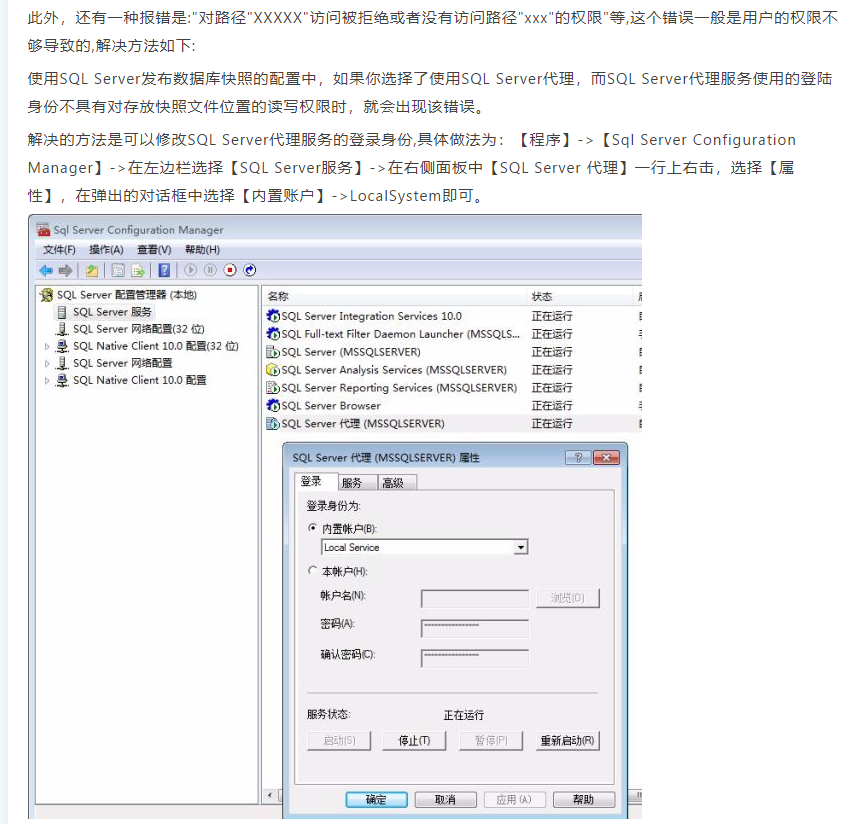 此外，还有一种报错是:"对路径"XXXXX"访问被拒绝或者没有访问路径"xxx"的权限"等,这个错误一般是用户的权限不
够导致的,解决方法如下:
使用SQL Server发布数据库快照的配置中，如果你选择了使用SQL Server代理，而SQL Server代理服务使用的登陆
身份不具有对存放快照文件位置的读写权限时，就会出现该错误。
解决的方法是可以修改SQL Server代理服务的登录身份,具体做法为：【程序】->【Sql Server Configuration
Manager】->在左边栏选择【SQL Server服务】->在右侧面板中【SQL Server 代理】一行上右击，选择【属
性】，在弹出的对话框中选择【内置账户】->LocalSystem即可。
Sql Server Configuration Manager
文件(F) 操作(A) 查看(V) 帮助(H)
SQL Server 配置管理器 (本地)
SQL Server 服务
SQL Server 网络配置(32 位)
SQL Native Client 10.0 配置(32 位)
SQL Server 网络配置
SQL Native Client 10.0 配置
名称 状态
SQL Server Integration Services 10.0 正在运行
SQL Full-text Filter Daemon Launcher (MSSQLS... 正在运行
SQL Server (MSSQLSERVER) 正在运行
SQL Server Analysis Services (MSSQLSERVER) 正在运行
SQL Server Reporting Services (MSSQLSERVER) 正在运行
SQL Server Browser 正在运行
SQL Server 代理 (MSSQLSERVER) 正在运行
SQL Server 代理 (MSSQLSERVER) 属性
登录 服务 高级
登录身份为:
内置帐户(B):
Local Service
本帐户(H):
帐户名(N): 浏览(O)
密码(A):
确认密码(C):
服务状态: 正在运行
启动(S) 停止(T) 暂停(P) 重新启动(R)
确定 取消 应用(A) 帮助